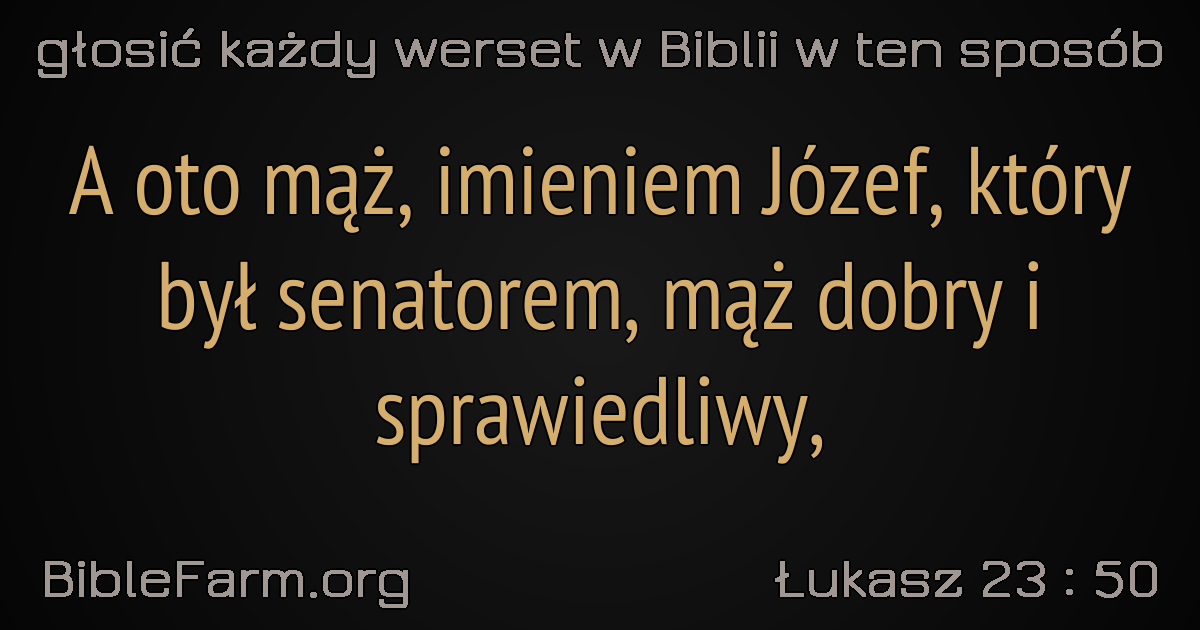 głosić każdy werset w Biblii w ten sposób
A oto mąż, imieniem Józef, który
był senatorem, mąż dobry i
sprawiedliwy,
BibleFarm.org
Łukasz 23 : 50